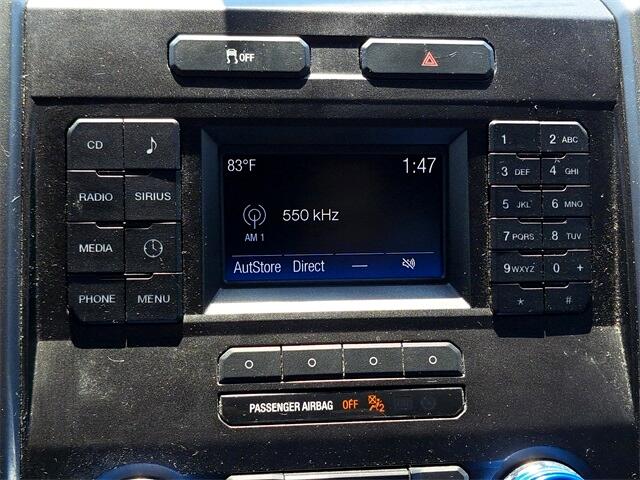 OFF
CD
RADIO SIRIUS
MEDIA
PHONE MENU
83°F 1:47
550 kHz
AM 1
AutStore Direct —
1 2 ABC
3 DEF 4 GHI
5 JKL 6 MNO
7 PQRS 8 TUV
9 WXYZ 0 +
* #
PASSENGER AIRBAG OFF 2